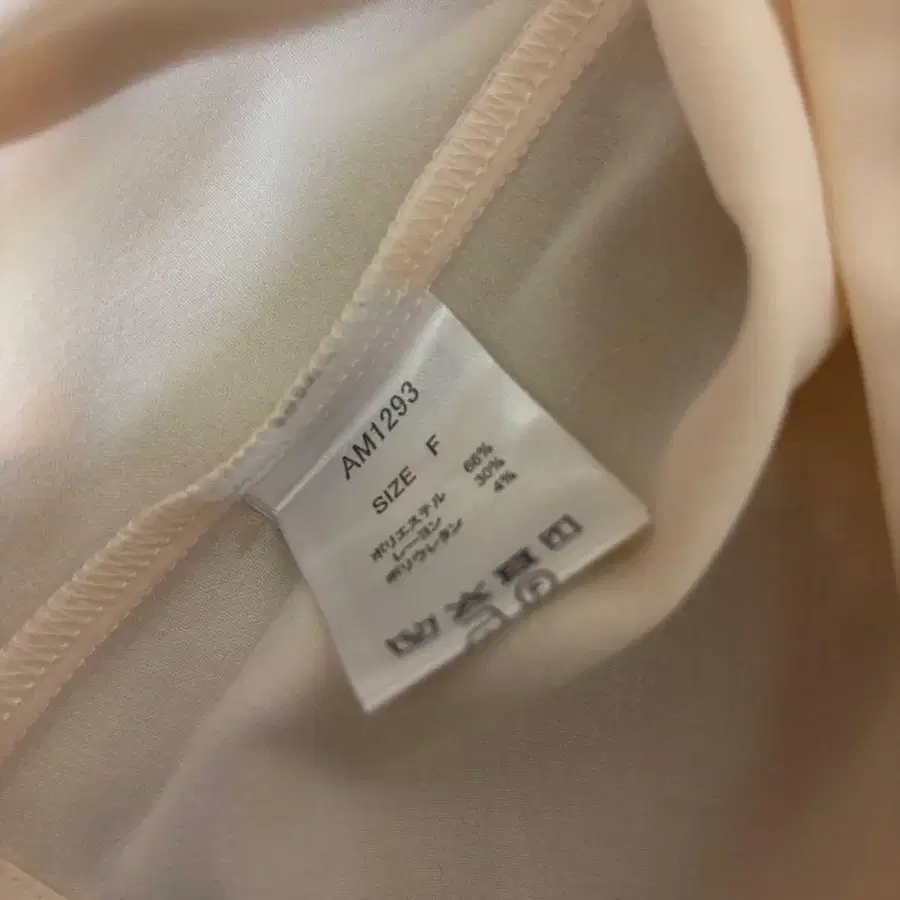 AM1293
SIZE F
ポリエステル 66%
レーヨン 30%
ポリウレタン 4%